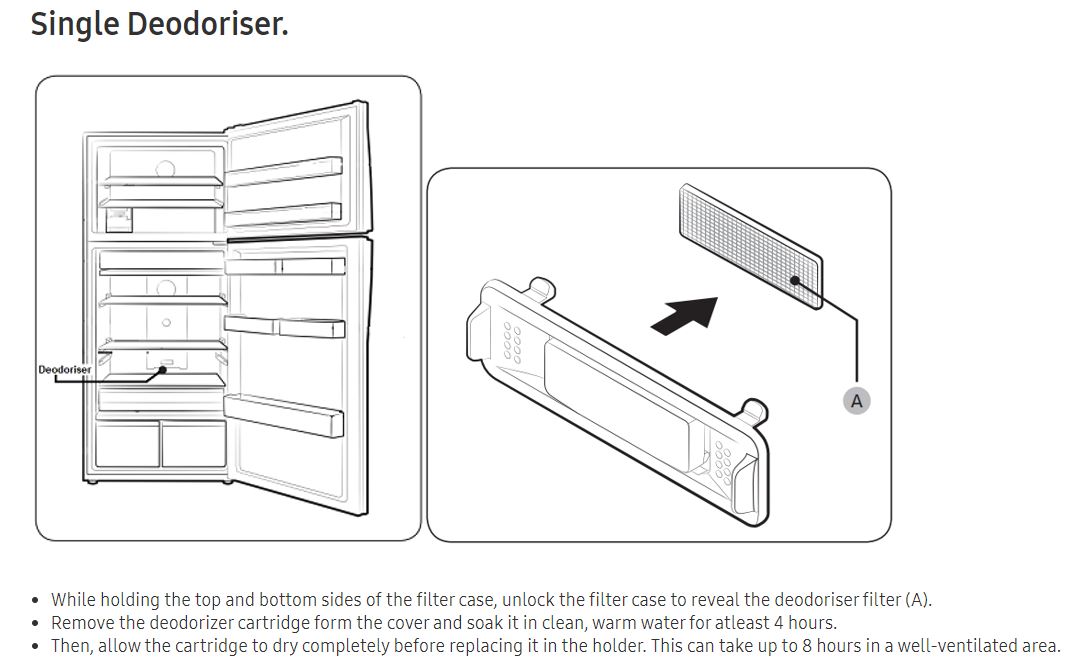 Single Deodoriser.
Deodoriser
A
• While holding the top and bottom sides of the filter case, unlock the filter case to reveal the deodoriser filter (A).
• Remove the deodorizer cartridge form the cover and soak it in clean, warm water for atleast 4 hours.
• Then, allow the cartridge to dry completely before replacing it in the holder. This can take up to 8 hours in a well-ventilated area.